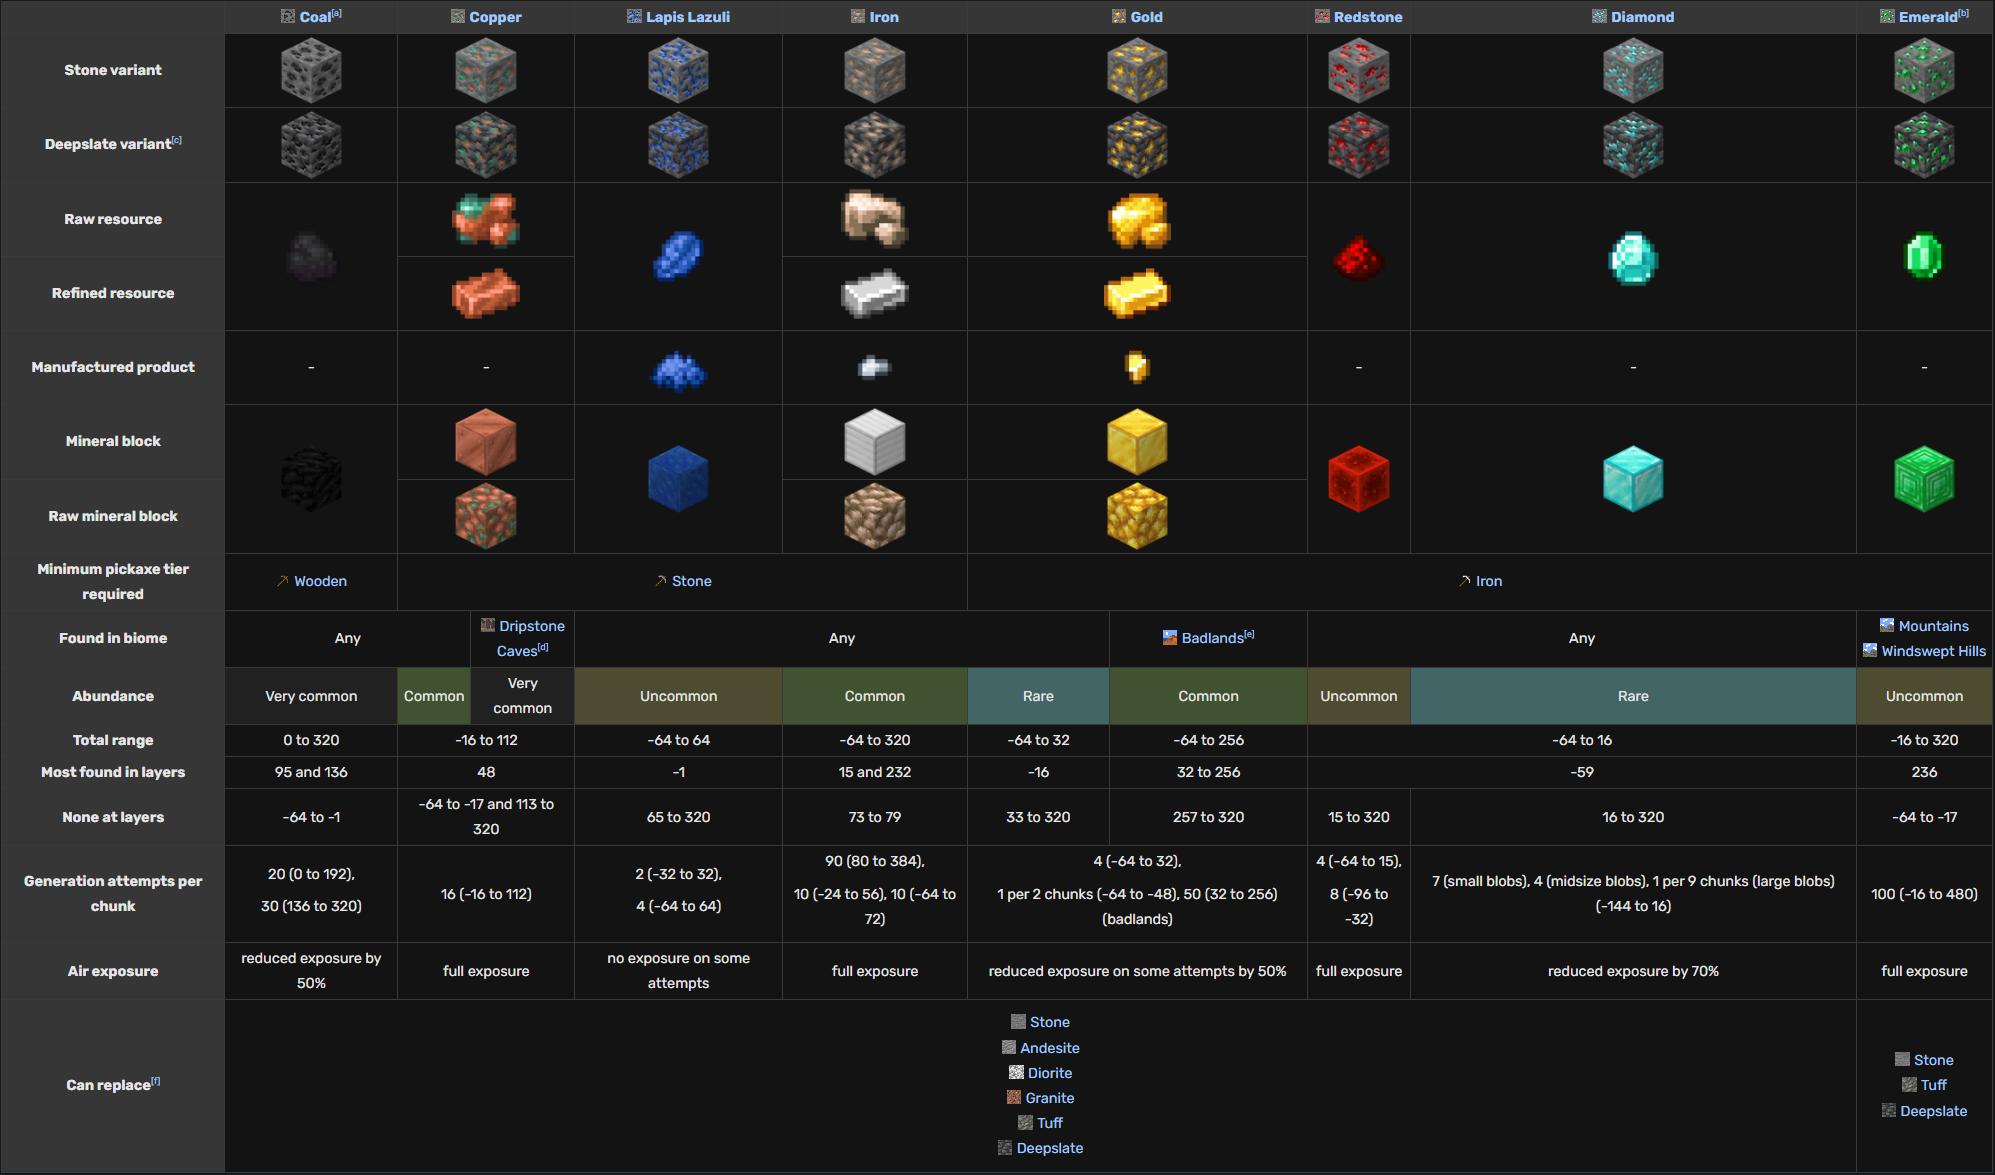 Coal[a] Copper Lapis Lazuli Iron Gold Redstone Diamond Emerald[b]
Stone variant
Deepslate variant[c]
Raw resource
Refined resource
Manufactured product - - - - -
Mineral block
Raw mineral block
Minimum pickaxe tier
required
Wooden Stone Iron
Found in biome
Any
Dripstone
Caves[d]
Any
Badlands[e]
Any
Mountains
Windswept Hills
Abundance
Very common
Common
Very
common
Uncommon
Common
Rare
Common
Uncommon
Rare
Uncommon
Total range 0 to 320 -16 to 112 -64 to 64 -64 to 320 -64 to 32 -64 to 256 -64 to 16 -16 to 320
Most found in layers 95 and 136 48 -1 15 and 232 -16 32 to 256 -59 236
None at layers
-64 to -1
-64 to -17 and 113 to
320
65 to 320
73 to 79
33 to 320
257 to 320
15 to 320
16 to 320
-64 to -17
Generation attempts per
chunk
20 (0 to 192),
30 (136 to 320)
16 (-16 to 112)
2 (-32 to 32),
4 (-64 to 64)
90 (80 to 384),
10 (-24 to 56), 10 (-64 to
72)
4 (-64 to 32),
1 per 2 chunks (-64 to -48), 50 (32 to 256)
(badlands)
4 (-64 to 15),
8 (-96 to
-32)
7 (small blobs), 4 (midsize blobs), 1 per 9 chunks (large blobs)
(-144 to 16)
100 (-16 to 480)
Air exposure
reduced exposure by
50%
full exposure
no exposure on some
attempts
full exposure
reduced exposure on some attempts by 50%
full exposure
reduced exposure by 70%
full exposure
Can replace[f]
Stone
Andesite
Diorite
Granite
Tuff
Deepslate
Stone
Tuff
Deepslate